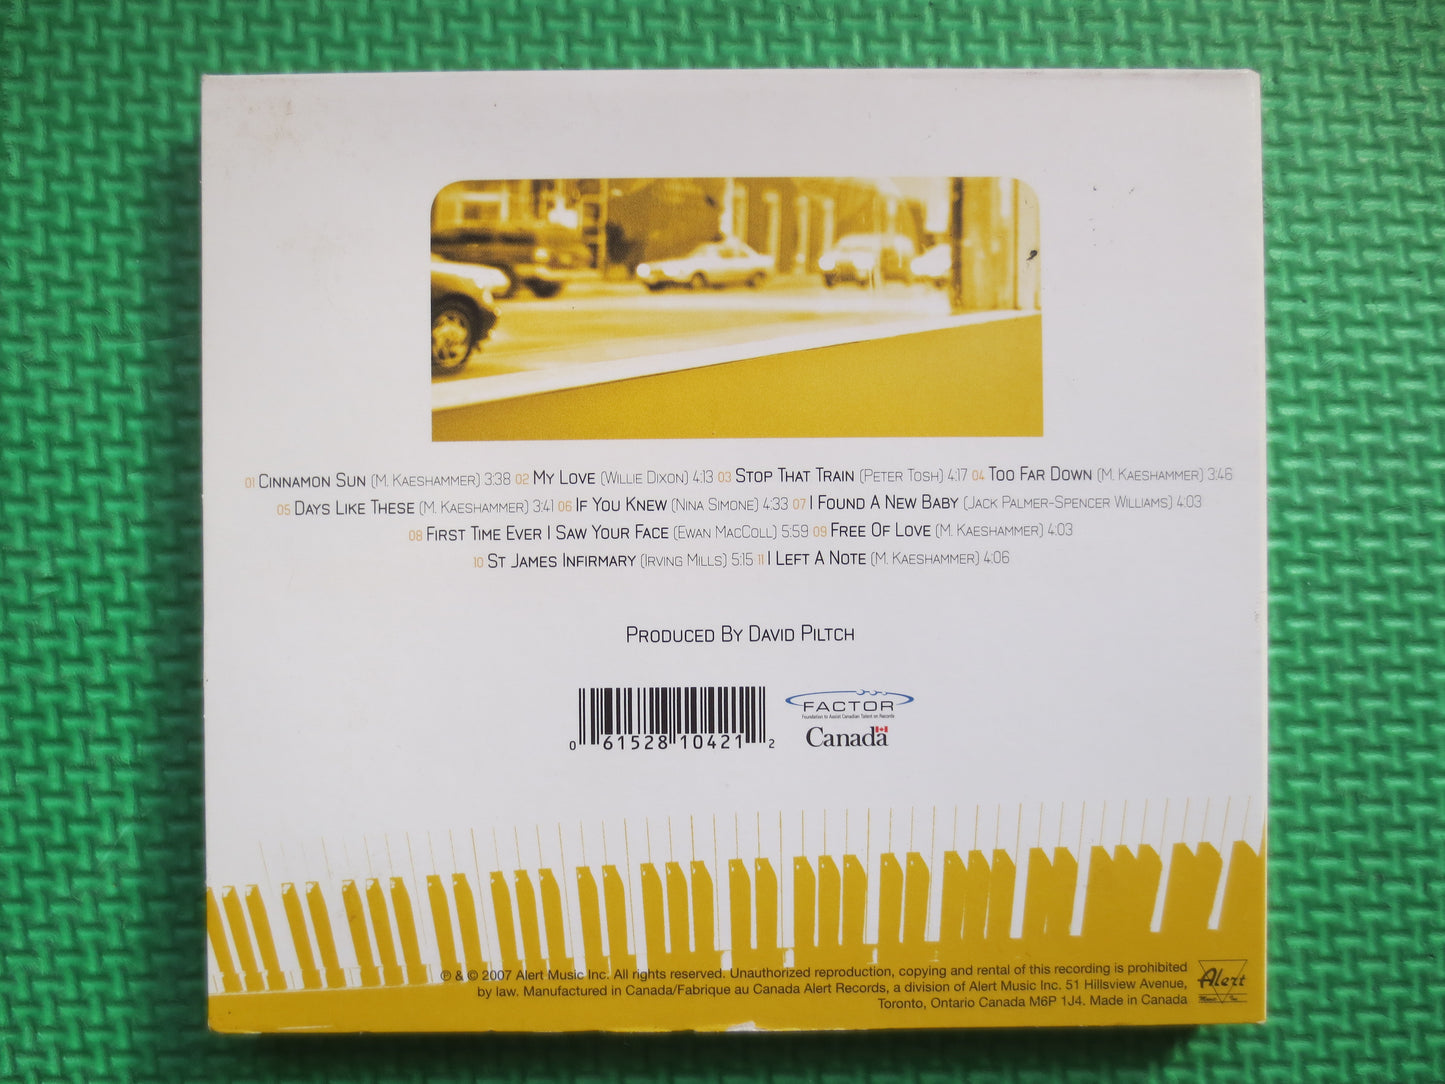 01 Cinnamon Sun (M. Kaeshammer) 3:38 02 My Love (Willie Dixon) 4:13 03 Stop That Train (Peter Tosh) 4:17 04 Too Far Down (M. Kaeshammer) 3:46
05 Days Like These (M. Kaeshammer) 3:41 06 If You Knew (Nina Simone) 4:33 07 I Found A New Baby (Jack Palmer-Spencer Williams) 4:03
08 First Time Ever I Saw Your Face (Ewan MacColl) 5:59 09 Free Of Love (M. Kaeshammer) 4:03
10 St James Infirmary (Irving Mills) 5:15 11 I Left A Note (M. Kaeshammer) 4:06
Produced By David Piltch
0 61528 10421 2
FACTOR
Foundation to Assist Canadian Talent on Records
Canada
℗ & © 2007 Alert Music Inc. All rights reserved. Unauthorized reproduction, copying and rental of this recording is prohibited
by law. Manufactured in Canada/Fabrique au Canada Alert Records, a division of Alert Music Inc. 51 Hillsview Avenue,
Toronto, Ontario Canada M6P 1J4. Made in Canada
Alert
Music Inc.